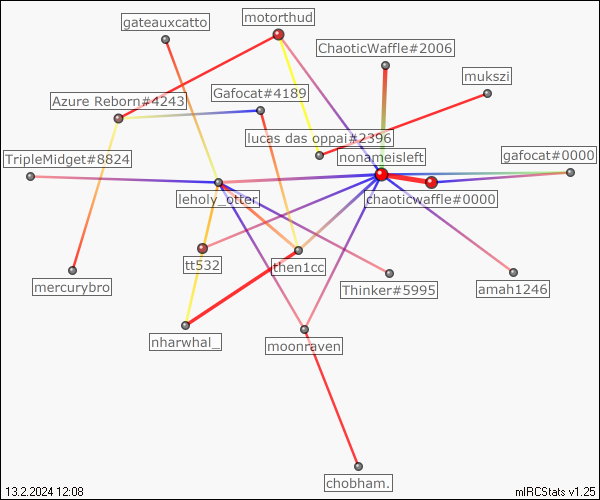 motorthud
gateauxcatto
ChaoticWaffle#2006
mukszi
Gafocat#4189
Azure Reborn#4243
lucas das oppai#2396
nonameisleft
gafocat#0000
TripleMidget#8824
leholy_otter
chaoticwaffle#0000
tt532
then1cc
mercurybro
Thinker#5995
amah1246
nharwhal_
moonraven
chobham.
13.2.2024 12:08
mIRCStats v1.25